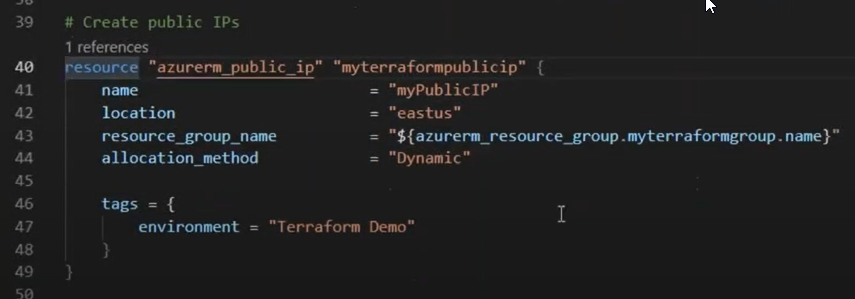 39 # Create public IPs
1 references
40 resource "azurerm_public_ip" "myterraformpublicip" {
41 name = "myPublicIP"
42 location = "eastus"
43 resource_group_name = "${azurerm_resource_group.myterraformgroup.name}"
44 allocation_method = "Dynamic"
45
46 tags = {
47 environment = "Terraform Demo"
48 }
49 }
50